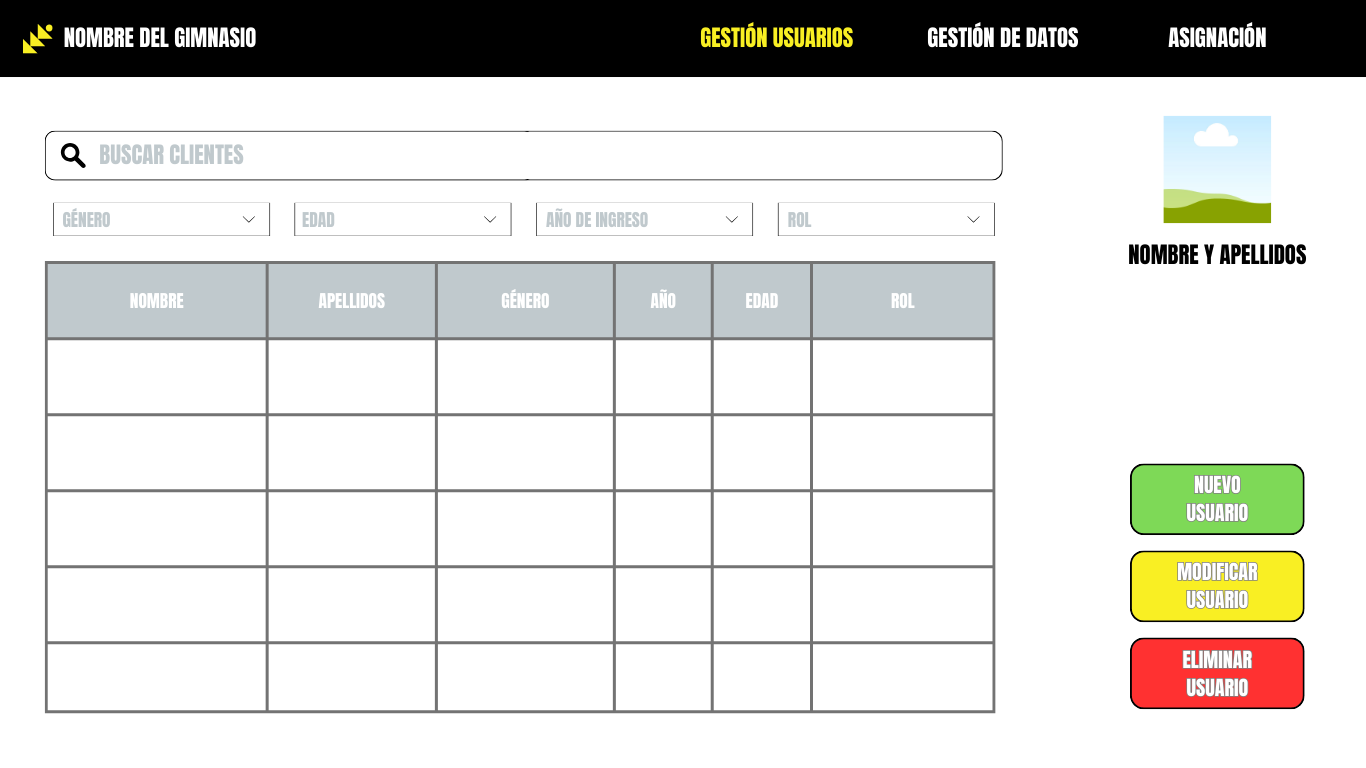 NOMBRE DEL GIMNASIO
GESTIÓN USUARIOS
GESTIÓN DE DATOS
ASIGNACIÓN
BUSCAR CLIENTES
GÉNERO
EDAD
AÑO DE INGRESO
ROL
NOMBRE
APELLIDOS
GÉNERO
AÑO
EDAD
ROL
NOMBRE Y APELLIDOS
NUEVO
USUARIO
MODIFICAR
USUARIO
ELIMINAR
USUARIO